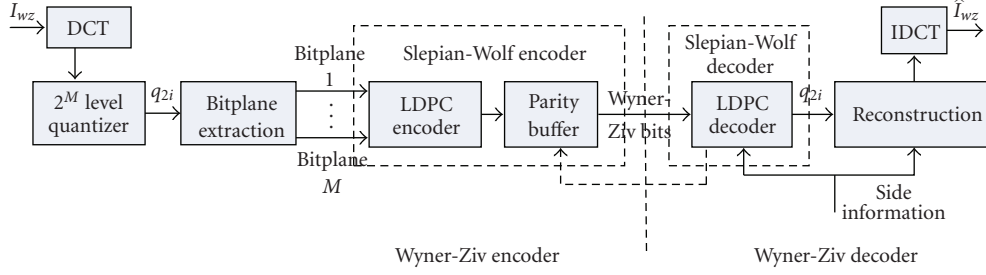 I_wz
DCT
2^M level
quantizer
q_2i
Bitplane
extraction
Bitplane
1
⋮
Bitplane
M
Slepian-Wolf encoder
LDPC
encoder
Parity
buffer
Wyner-
Ziv bits
Slepian-Wolf
decoder
LDPC
decoder
q_2i
Reconstruction
IDCT
Î_wz
Side
information
Wyner-Ziv encoder
Wyner-Ziv decoder